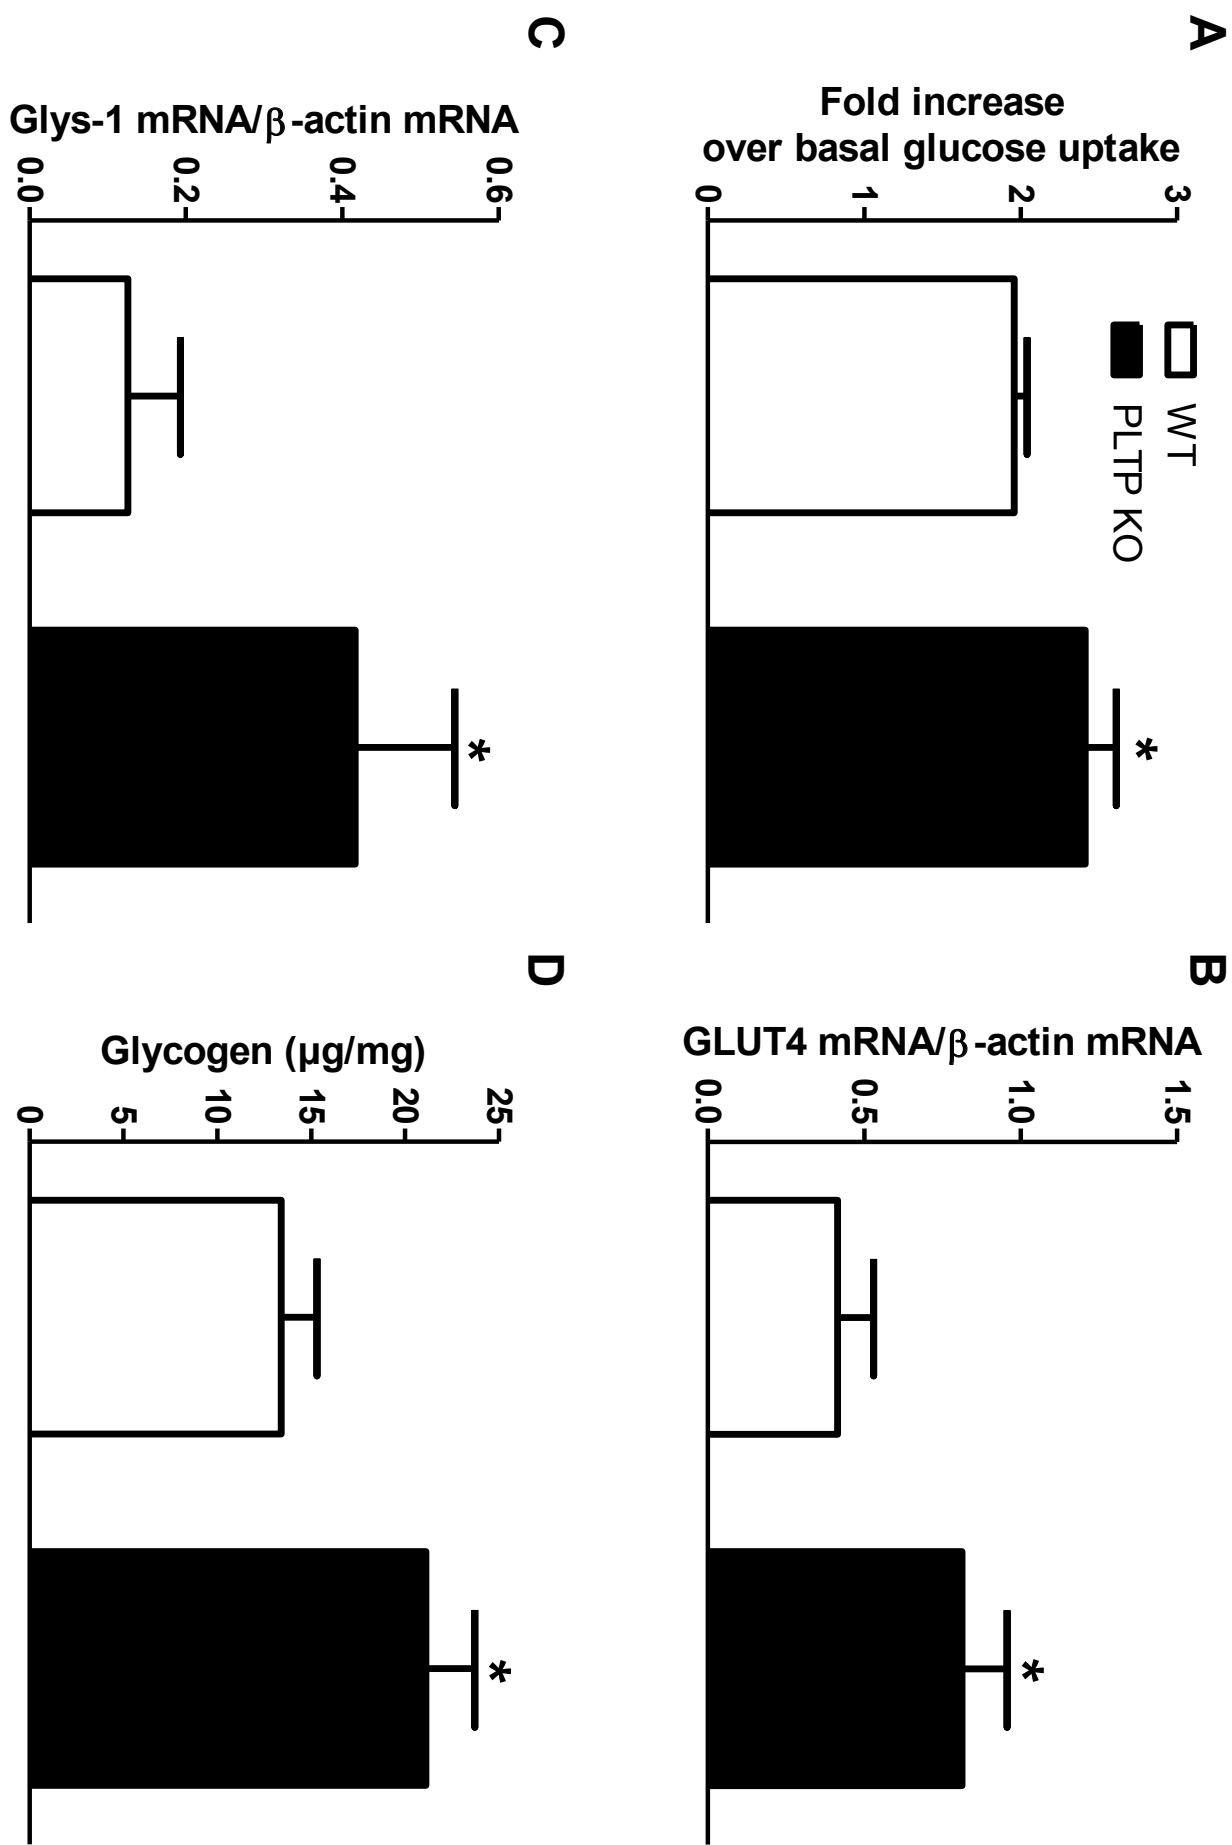 A
Fold increase
over basal glucose uptake
3
2
1
0
WT
PLTP KO
*
B
GLUT4 mRNA/β-actin mRNA
1.5
1.0
0.5
0.0
*
C
Glys-1 mRNA/β-actin mRNA
0.6
0.4
0.2
0.0
*
D
Glycogen (µg/mg)
25
20
15
10
5
0
*